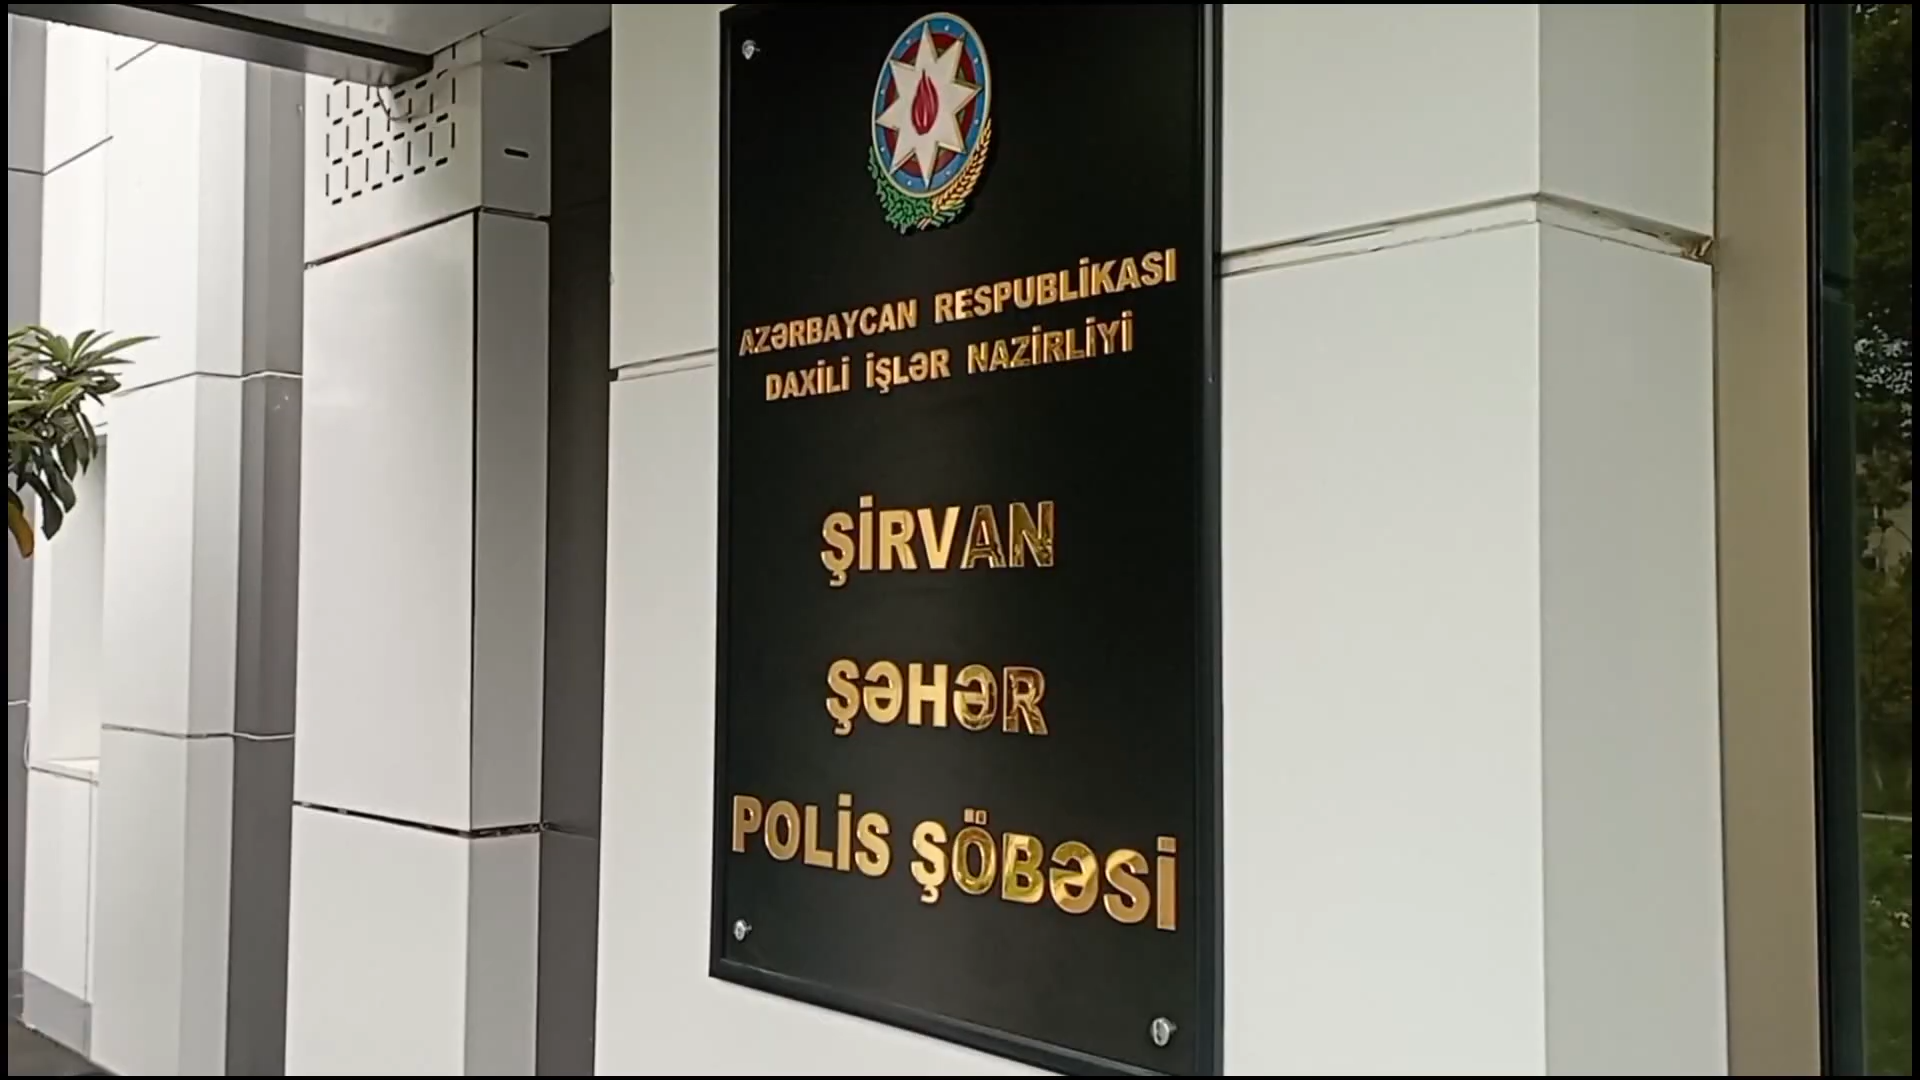 AZƏRBAYCAN RESPUBLİKASI
DAXİLİ İŞLƏR NAZİRLİYİ
ŞİRVAN
ŞƏHƏR
POLİS ŞÖBƏSİ